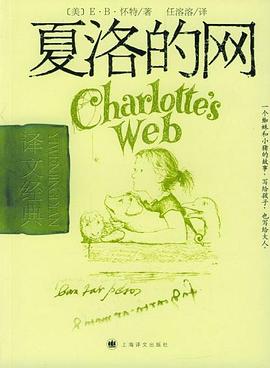 [美] E·B·怀特/著 任溶溶/译
夏洛的网
Charlotte's
Web
译文经典
YIWENJINGDIAN
一个蜘蛛和小猪的故事，写给孩子，也写给大人。
上海译文出版社